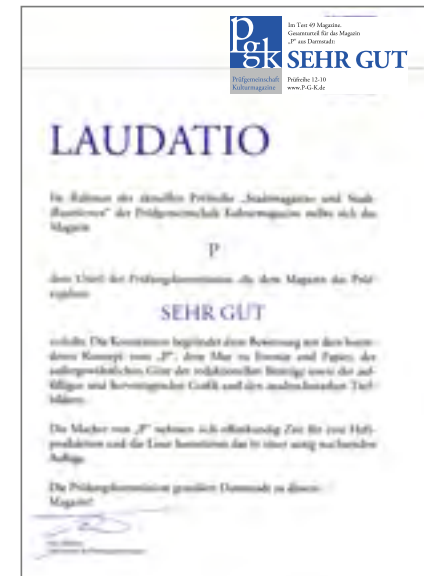 Pgk
Im Test 49 Magazine.
Gesamturteil für das Magazin
„P“ aus Darmstadt:
SEHR GUT
Prüfgemeinschaft
Kulturmagazine
Prüfreihe 12-10
www.P-G-K.de
LAUDATIO
Im Rahmen der aktuellen Prüfreihe „Stadtmagazine und Stadt-
der Prüfgemeinschaft Kulturmagazine stellte sich das
Magazin
P
dem Urteil der Prüfungskommission, die dem Magazin das
SEHR GUT
verlieh. Die Kommission begründet diese Bewertung mit dem
Konzept von „P“, dem Mut zu Format und Papier, der
außergewöhnlichen Güte der redaktionellen Beiträge sowie der auf-
fälligen und hervorragenden Grafik und den ausdrucksstarken Titel-
bildern.
Die Macher von „P“ nehmen sich offenkundig Zeit für ihre Heft-
produktion und die Leser honorieren das in einer stetig wachsenden
Auflage.
Die Prüfungskommission gratuliert Darmstadt zu diesem
Magazin!